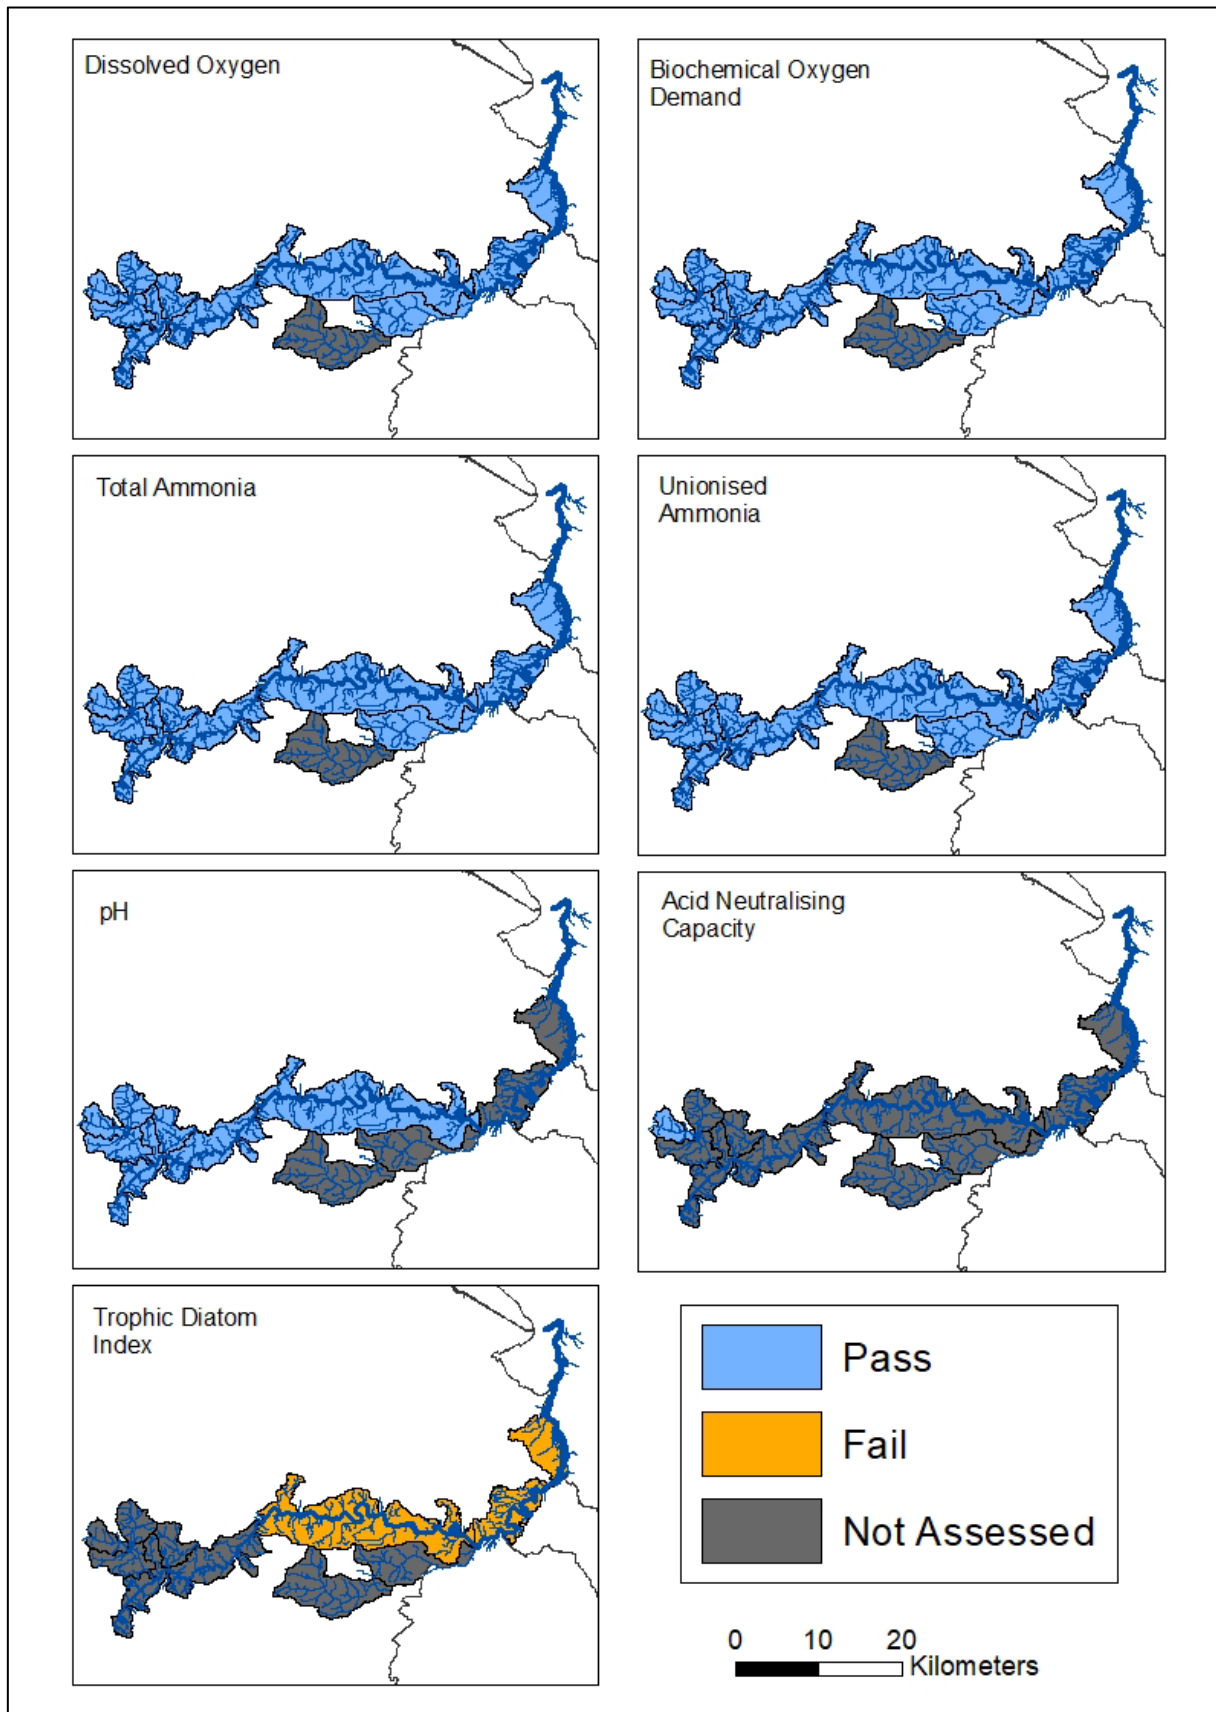 Dissolved Oxygen
Biochemical Oxygen
Demand
Total Ammonia
Unionised
Ammonia
pH
Acid Neutralising
Capacity
Trophic Diatom
Index
Pass
Fail
Not Assessed
0 10 20
Kilometers